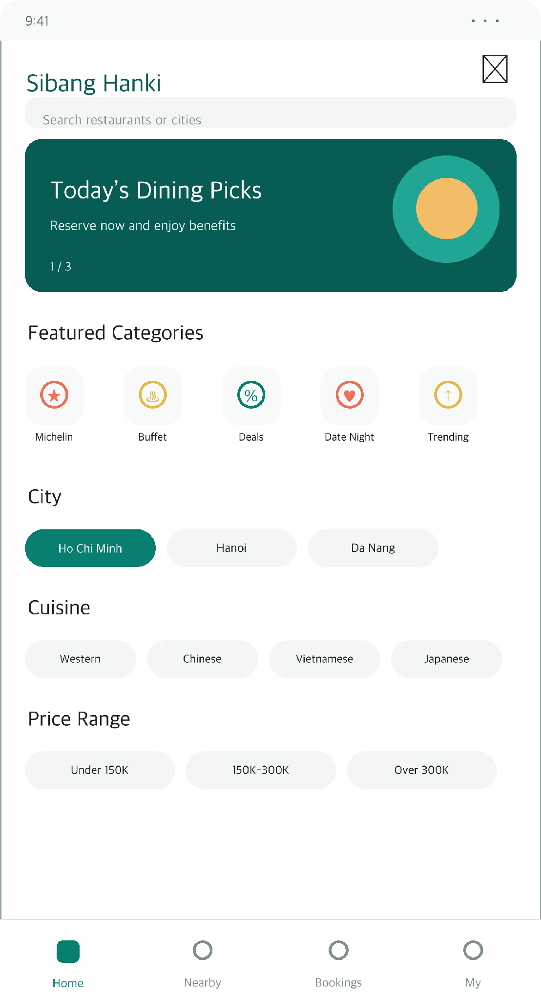 9:41
Sibang Hanki
Search restaurants or cities
Today’s Dining Picks
Reserve now and enjoy benefits
1 / 3
Featured Categories
Michelin Buffet Deals Date Night Trending
City
Ho Chi Minh Hanoi Da Nang
Cuisine
Western Chinese Vietnamese Japanese
Price Range
Under 150K 150K-300K Over 300K
Home Nearby Bookings My